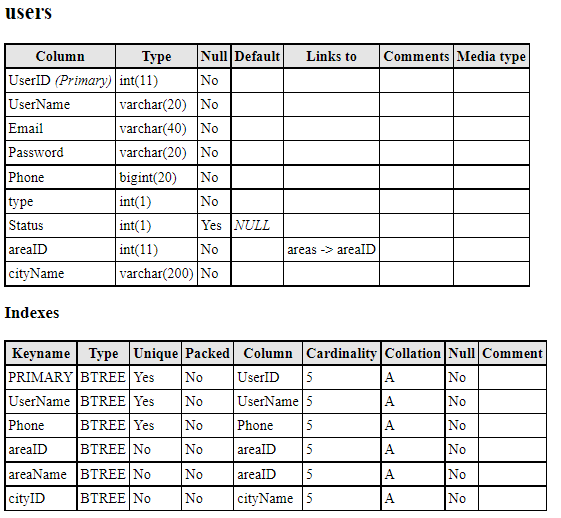 users
Column Type Null Default Links to Comments Media type
UserID (Primary) int(11) No
UserName varchar(20) No
Email varchar(40) No
Password varchar(20) No
Phone bigint(20) No
type int(1) No
Status int(1) Yes NULL
areaID int(11) No areas -> areaID
cityName varchar(200) No
Indexes
Keyname Type Unique Packed Column Cardinality Collation Null Comment
PRIMARY BTREE Yes No UserID 5 A No
UserName BTREE Yes No UserName 5 A No
Phone BTREE Yes No Phone 5 A No
areaID BTREE No No areaID 5 A No
areaName BTREE No No areaID 5 A No
cityID BTREE No No cityName 5 A No